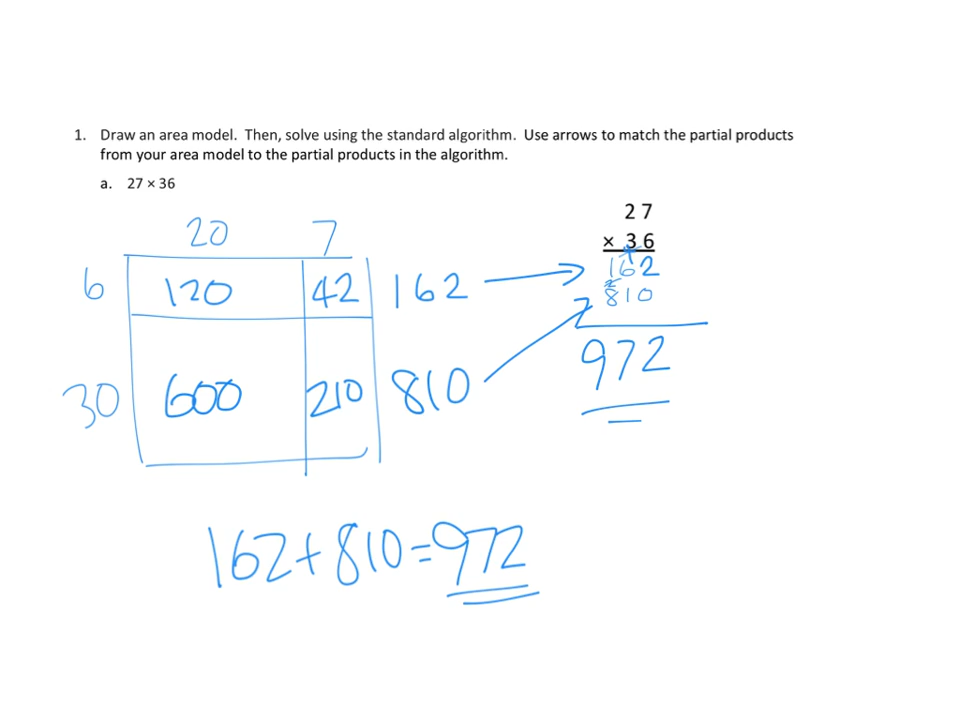 1. Draw an area model. Then, solve using the standard algorithm. Use arrows to match the partial products
from your area model to the partial products in the algorithm.
a. 27 × 36
20 7
6 120 42 162
30 600 210 810
27
× 36
162
810
972
162+810=972